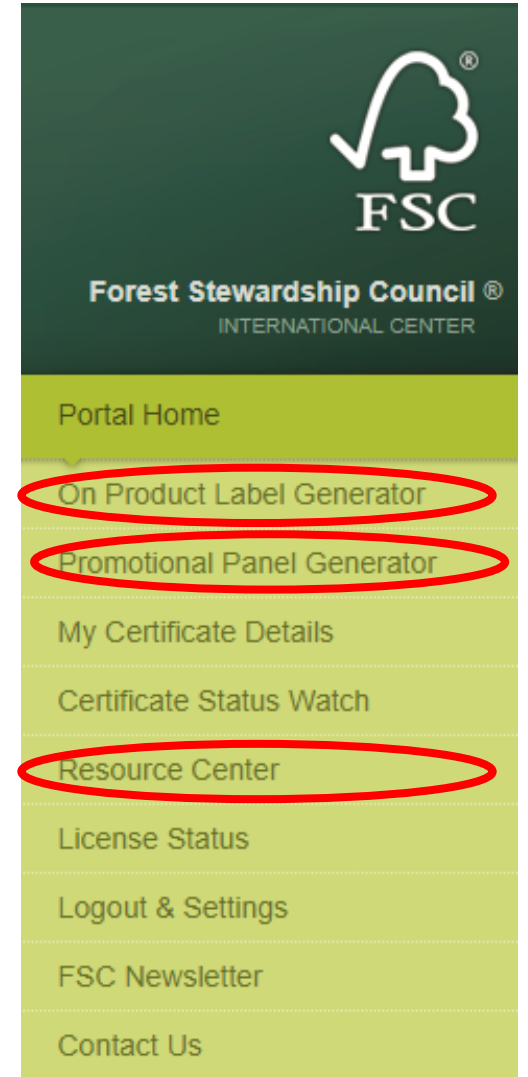 ®
FSC
Forest Stewardship Council ®
INTERNATIONAL CENTER
Portal Home
On Product Label Generator
Promotional Panel Generator
My Certificate Details
Certificate Status Watch
Resource Center
License Status
Logout & Settings
FSC Newsletter
Contact Us